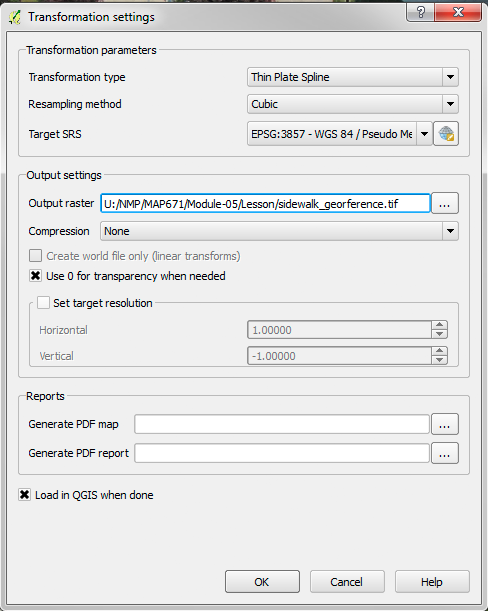 Transformation settings
?
Transformation parameters
Transformation type Thin Plate Spline
Resampling method Cubic
Target SRS EPSG:3857 - WGS 84 / Pseudo Me
Output settings
Output raster U:/NMP/MAP671/Module-05/Lesson/sidewalk_georference.tif ...
Compression None
Create world file only (linear transforms)
Use 0 for transparency when needed
Set target resolution
Horizontal 1.00000
Vertical -1.00000
Reports
Generate PDF map ...
Generate PDF report ...
Load in QGIS when done
OK Cancel Help